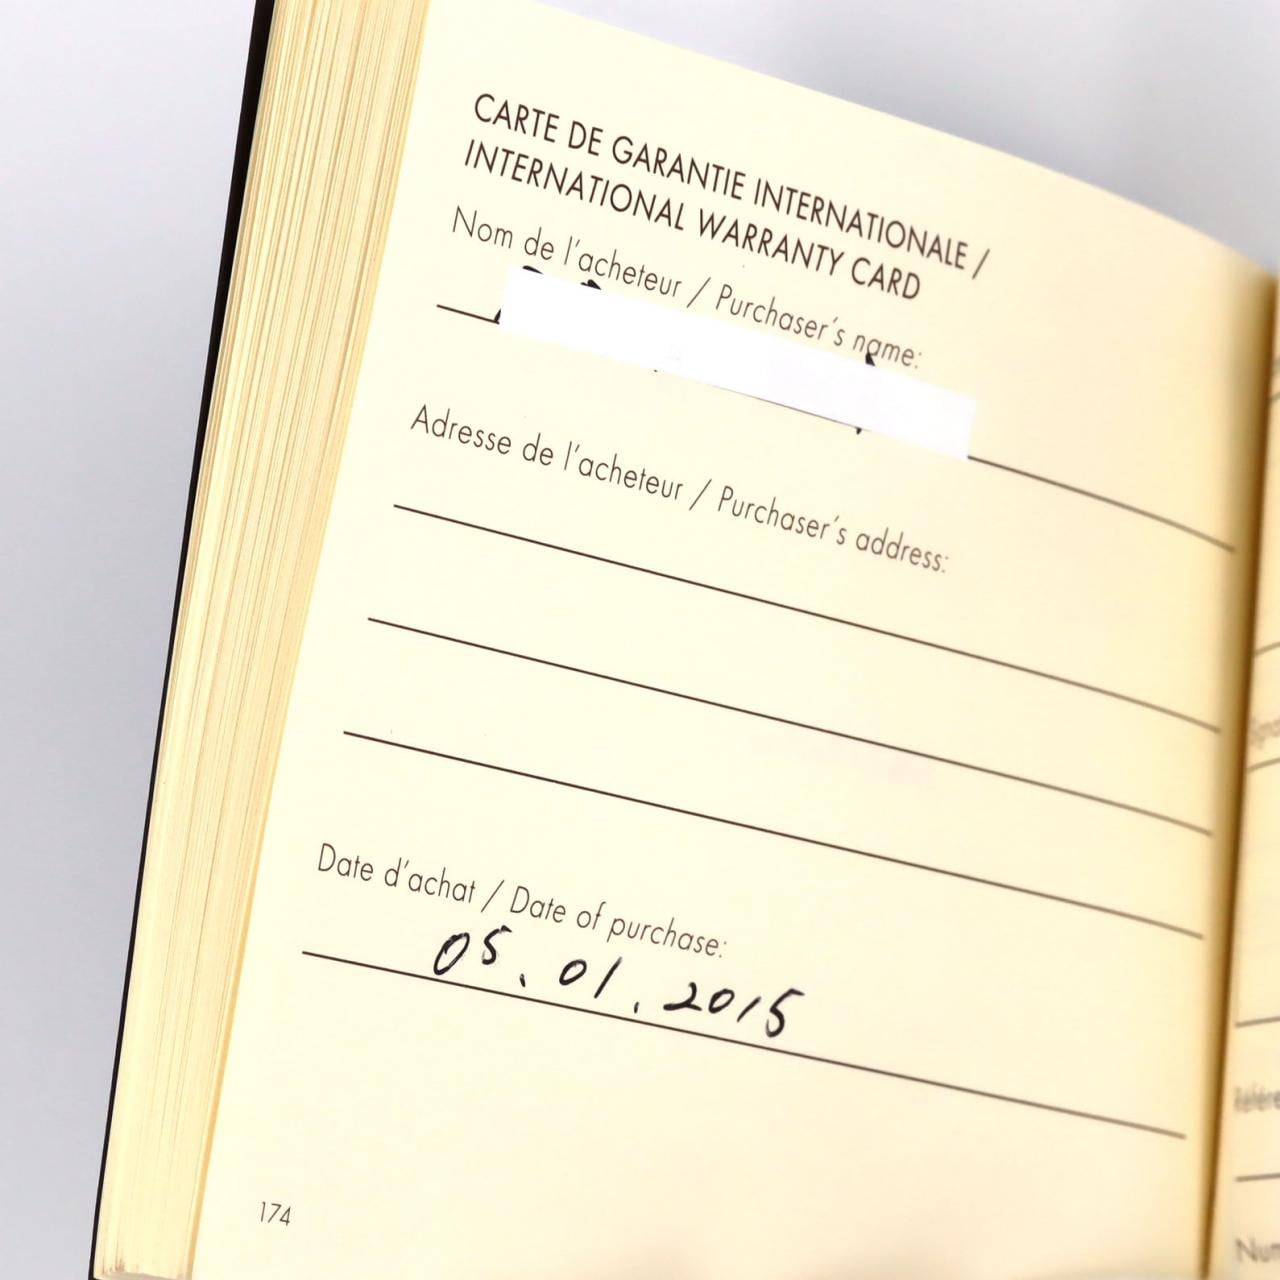 CARTE DE GARANTIE INTERNATIONALE /
INTERNATIONAL WARRANTY CARD
Nom de l'acheteur / Purchaser's name:
Adresse de l'acheteur / Purchaser's address:
Date d'achat / Date of purchase:
05.01.2015
174